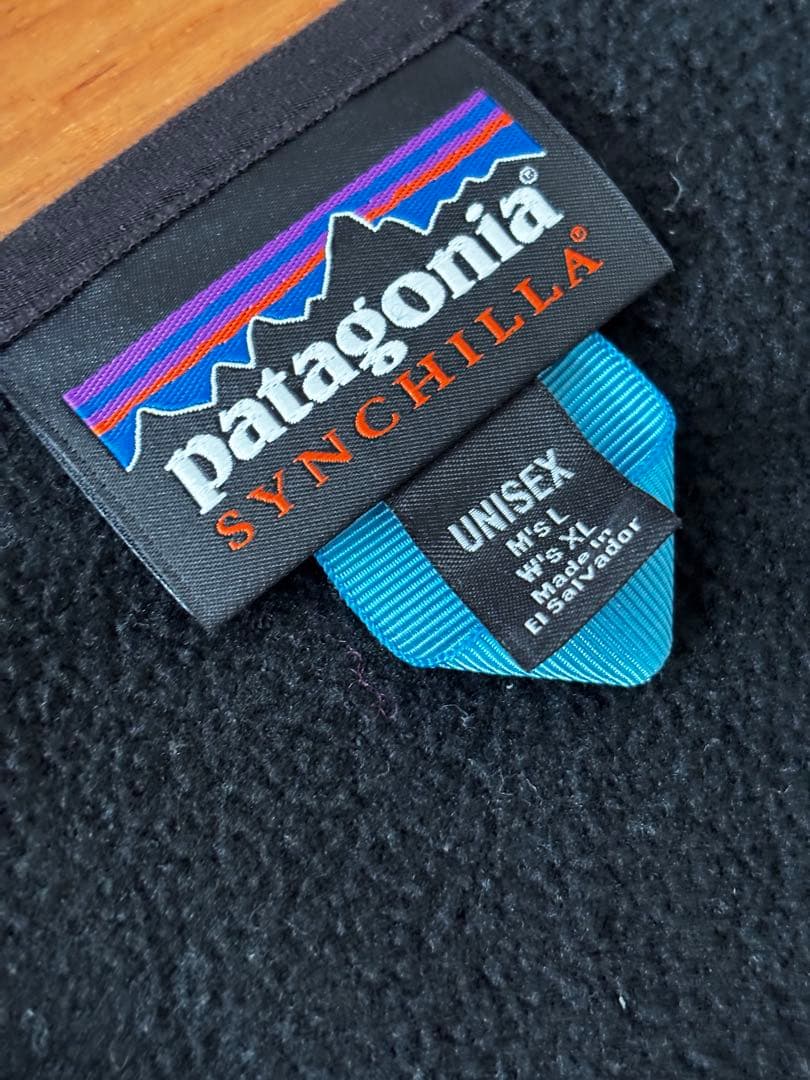 patagonia®
SYNCHILLA®
UNISEX
M'S L
W'S XL
Made in
El Salvador